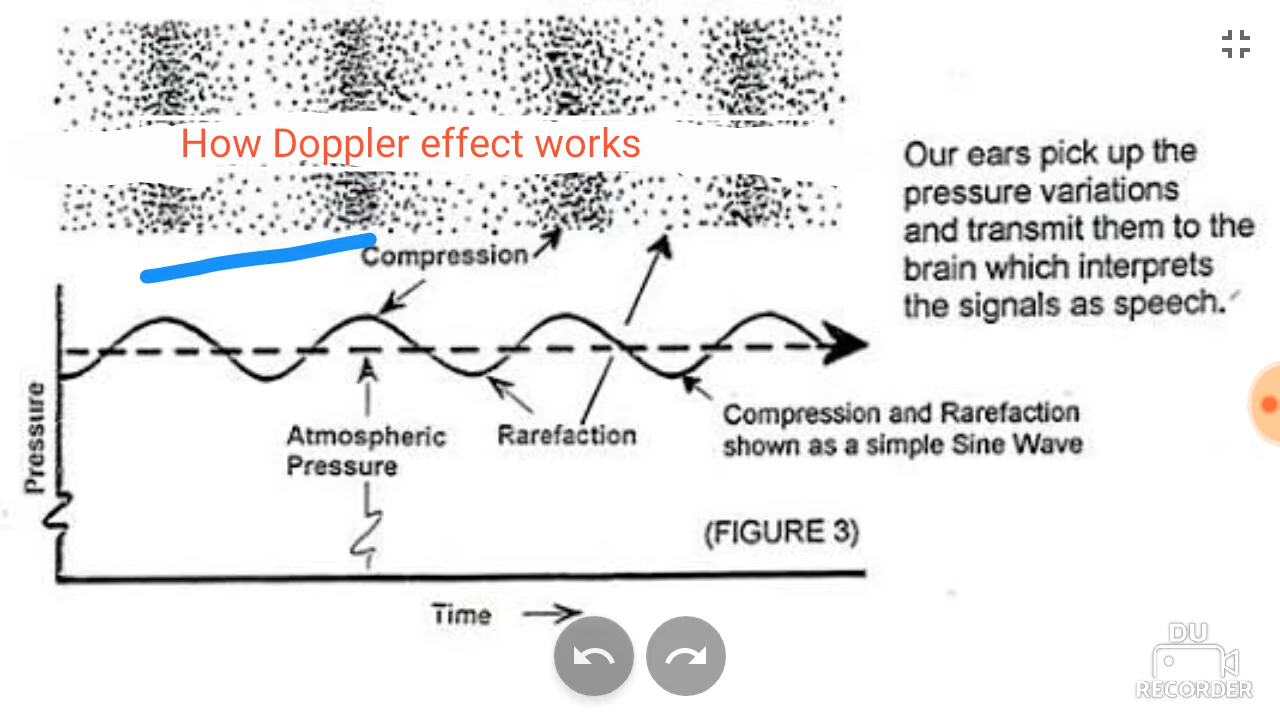 How Doppler effect works
Our ears pick up the
pressure variations
and transmit them to the
brain which interprets
the signals as speech.
Compression
Pressure
Atmospheric
Pressure
Rarefaction
Compression and Rarefaction
shown as a simple Sine Wave
(FIGURE 3)
Time
DU
RECORDER